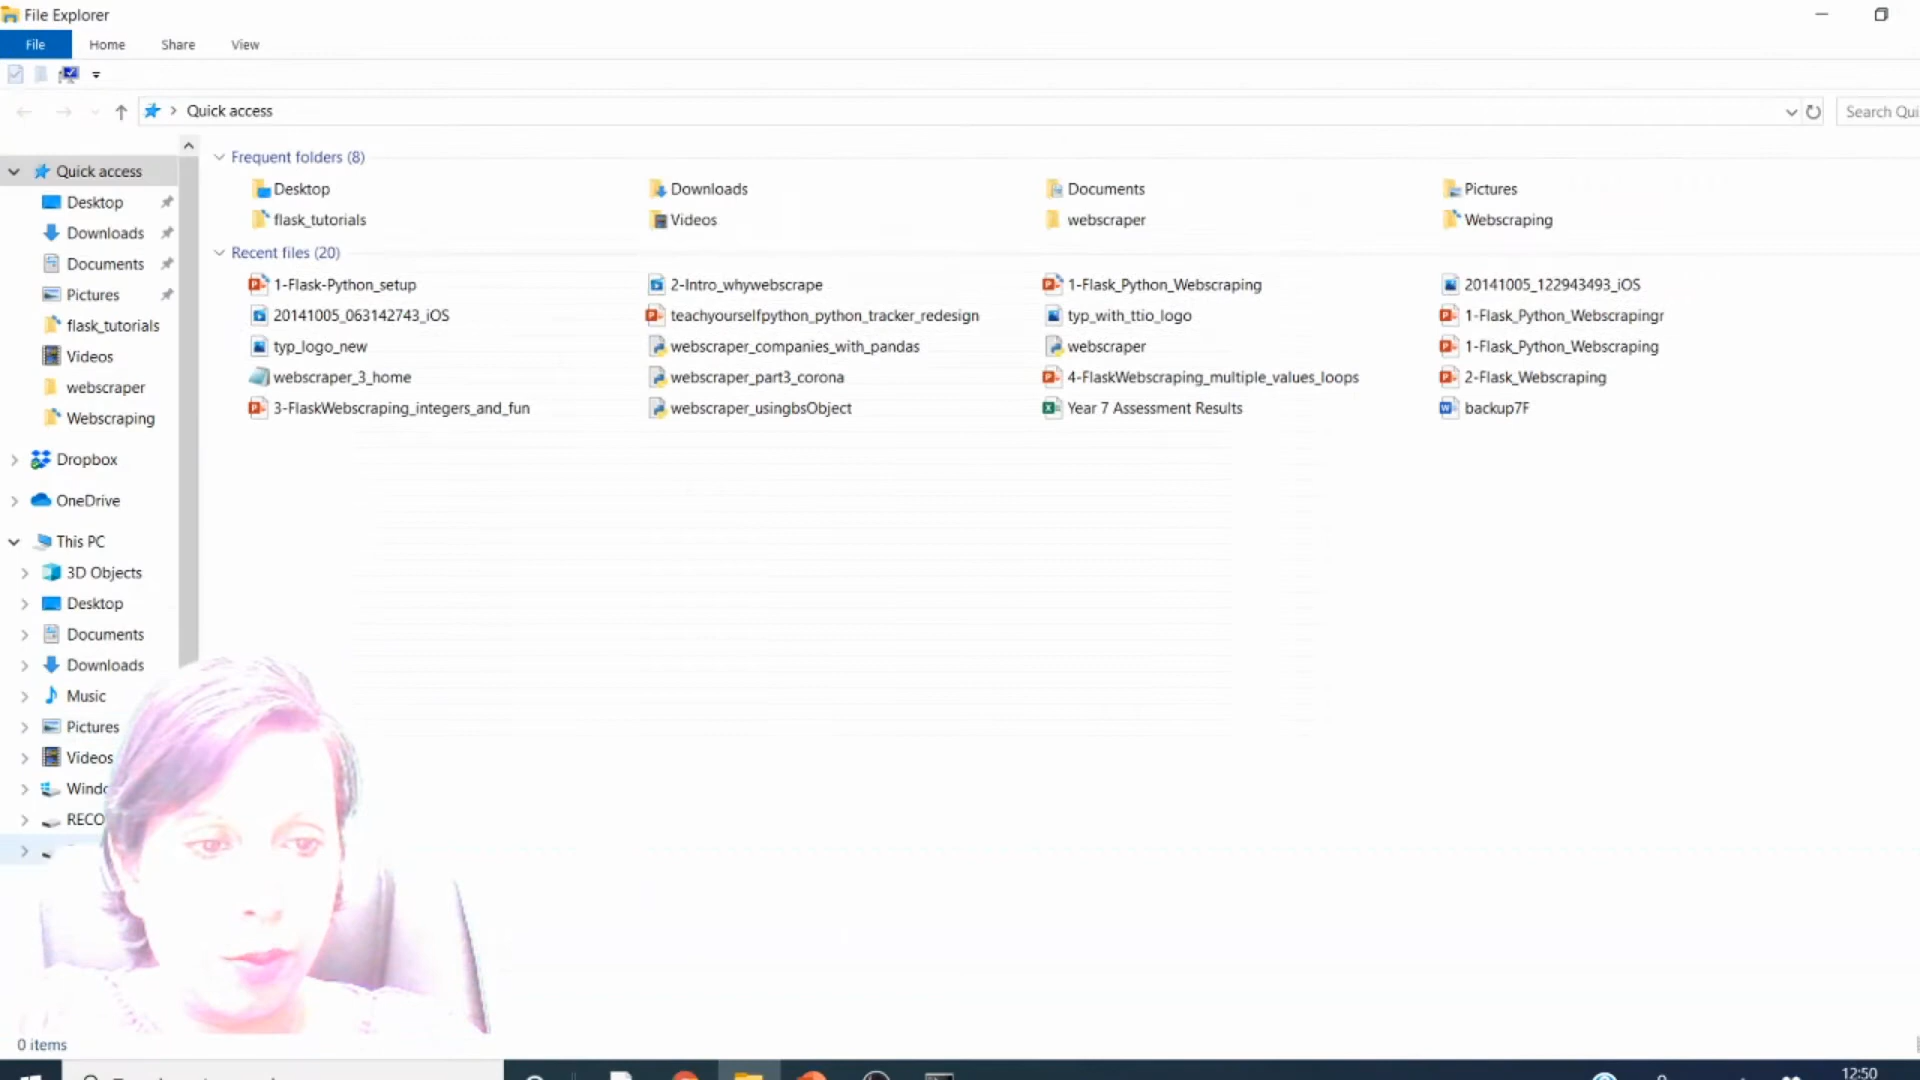 File Explorer
File Home Share View
Quick access
Search Qui
Quick access
Desktop
Downloads
Documents
Pictures
flask_tutorials
Videos
webscraper
Webscraping
Dropbox
OneDrive
This PC
3D Objects
Desktop
Documents
Downloads
Music
Pictures
Videos
Windo
RECO
Frequent folders (8)
Desktop Downloads Documents Pictures
flask_tutorials Videos webscraper Webscraping
Recent files (20)
1-Flask-Python_setup 2-Intro_whywebscrape 1-Flask_Python_Webscraping 20141005_122943493_iOS
20141005_063142743_iOS teachyourselfpython_python_tracker_redesign typ_with_ttio_logo 1-Flask_Python_Webscrapingr
typ_logo_new webscraper_companies_with_pandas webscraper 1-Flask_Python_Webscraping
webscraper_3_home webscraper_part3_corona 4-FlaskWebscraping_multiple_values_loops 2-Flask_Webscraping
3-FlaskWebscraping_integers_and_fun webscraper_usingbsObject Year 7 Assessment Results backup7F
0 items
12:50